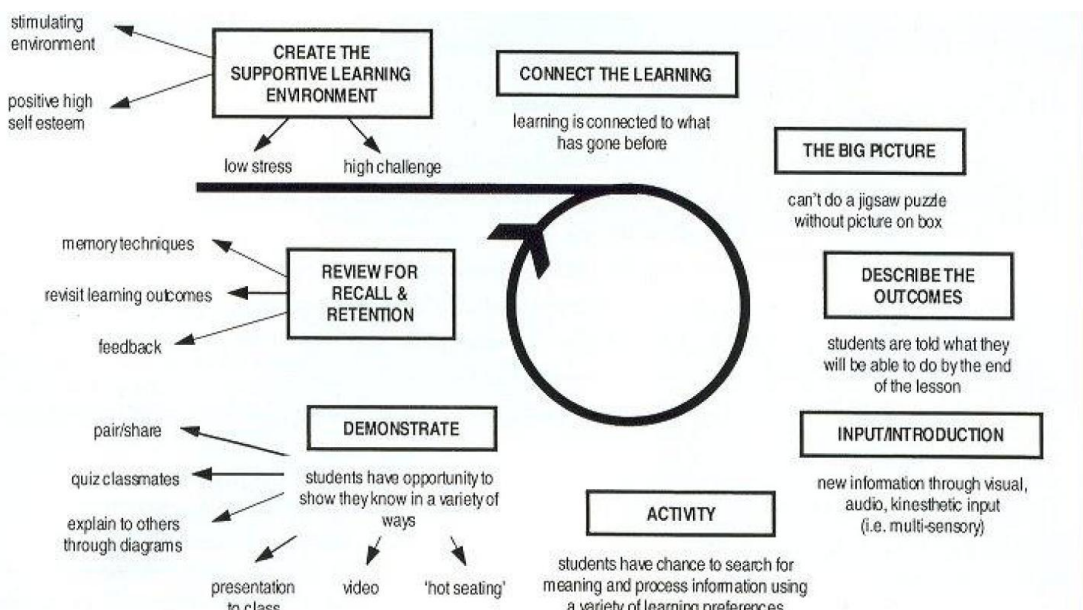 stimulating
environment
positive high
self esteem
CREATE THE
SUPPORTIVE LEARNING
ENVIRONMENT
low stress
high challenge
CONNECT THE LEARNING
learning is connected to what
has gone before
THE BIG PICTURE
can't do a jigsaw puzzle
without picture on box
DESCRIBE THE
OUTCOMES
students are told what they
will be able to do by the end
of the lesson
INPUT/INTRODUCTION
new information through visual,
audio, kinesthetic input
(i.e. multi-sensory)
ACTIVITY
students have chance to search for
meaning and process information using
a variety of learning preferences
DEMONSTRATE
students have opportunity to
show they know in a variety of
ways
pair/share
quiz classmates
explain to others
through diagrams
presentation
to class
video
'hot seating'
REVIEW FOR
RECALL &
RETENTION
memory techniques
revisit learning outcomes
feedback